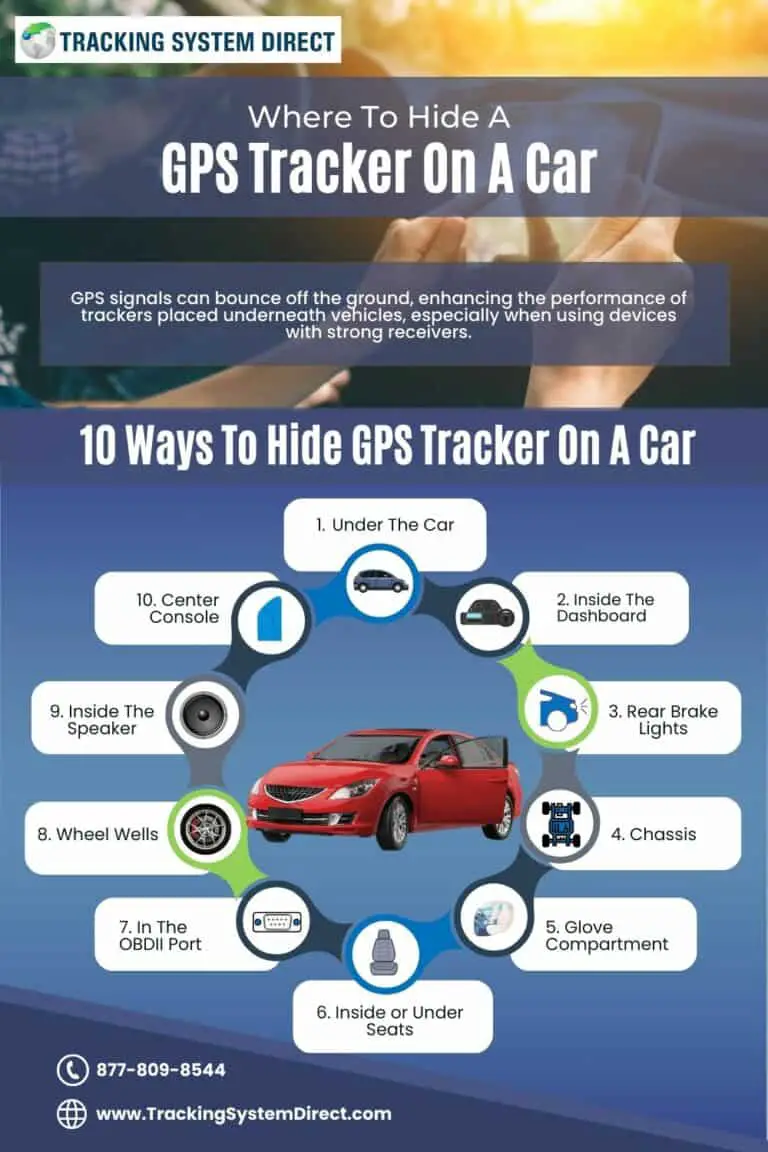 TRACKING SYSTEM DIRECT
Where To Hide A
GPS Tracker On A Car
GPS signals can bounce off the ground, enhancing the performance of
trackers placed underneath vehicles, especially when using devices
with strong receivers.
10 Ways To Hide GPS Tracker On A Car
1. Under The Car
2. Inside The
Dashboard
3. Rear Brake
Lights
4. Chassis
5. Glove
Compartment
6. Inside or Under
Seats
7. In The
OBDII Port
8. Wheel Wells
9. Inside The
Speaker
10. Center
Console
877-809-8544
www.TrackingSystemDirect.com